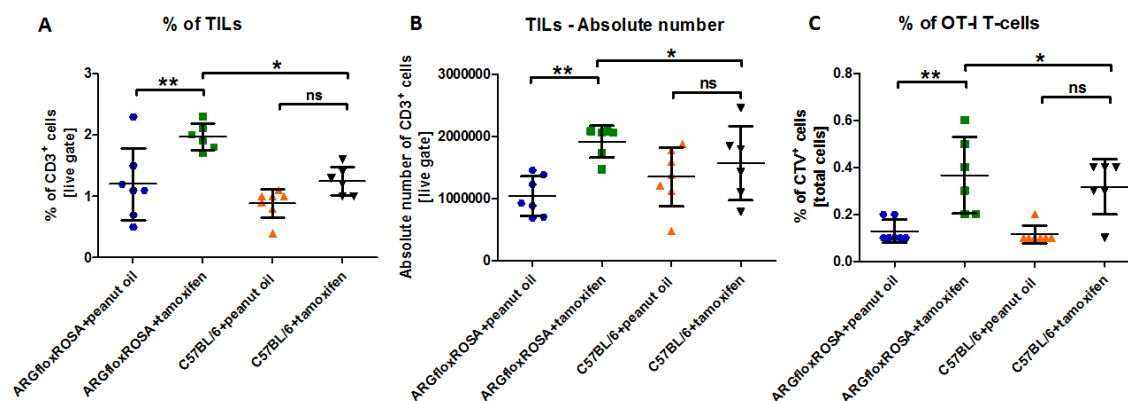 A
% of TILs
% of CD3⁺ cells
[live gate]
3
2
1
0
**
*
ns
ARGfloxROSA+peanut oil
ARGfloxROSA+tamoxifen
C57BL/6+peanut oil
C57BL/6+tamoxifen
B
TILs - Absolute number
Absolute number of CD3⁺ cells
[live gate]
3000000
2000000
1000000
0
**
*
ns
ARGfloxROSA+peanut oil
ARGfloxROSA+tamoxifen
C57BL/6+peanut oil
C57BL/6+tamoxifen
C
% of OT-I T-cells
% of CTV⁺ cells
[total cells]
0.8
0.6
0.4
0.2
0.0
**
*
ns
ARGfloxROSA+peanut oil
ARGfloxROSA+tamoxifen
C57BL/6+peanut oil
C57BL/6+tamoxifen